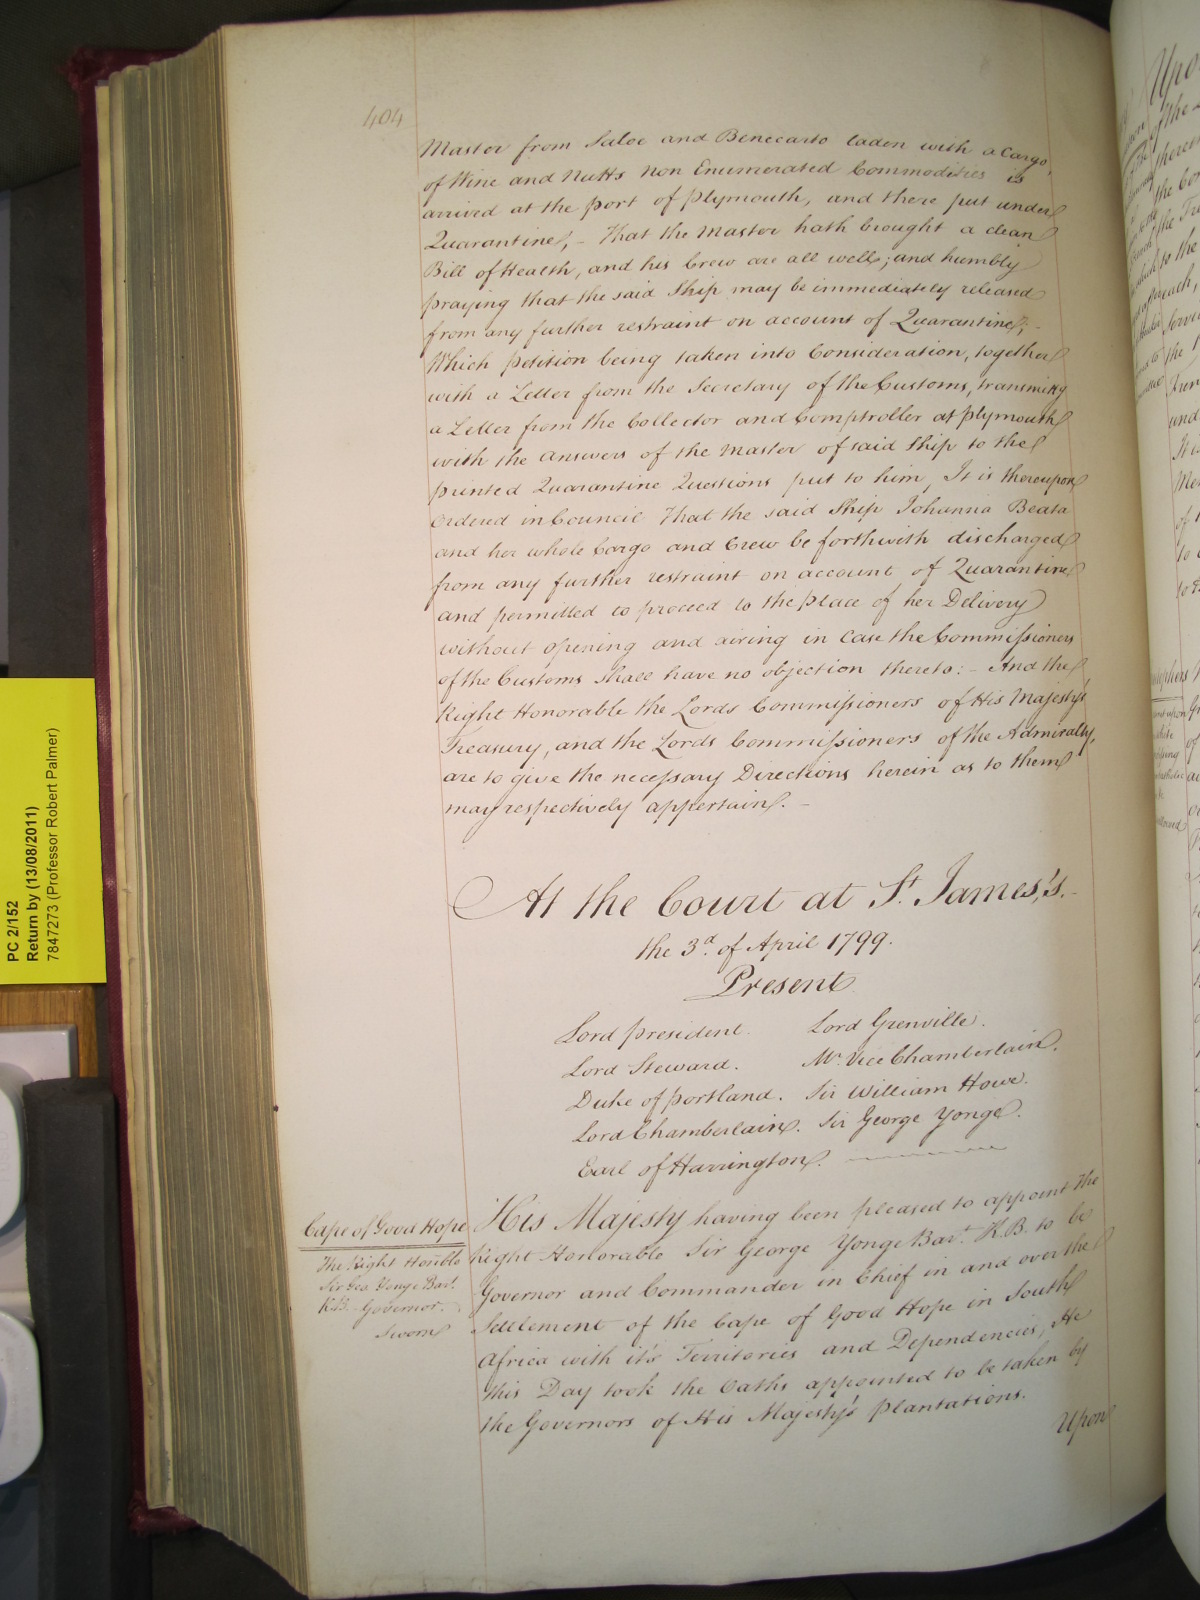 404
Master from Saloe and Benecarlo laden with a Cargo,
of Wine and Nutts non Enumerated Commodities is
arrived at the port of Plymouth, and there put under
Quarantine, - That the Master hath brought a clean
Bill of Health, and his Crew are all well; and humbly
praying that the said Ship may be immediately released
from any further restraint on account of Quarantine; -
Which petition being taken into Consideration, together
with a Letter from the Secretary of the Customs, transmittg
a Letter from the Collector and Comptroller at Plymouth
with the answers of the Master of said Ship to the
printed Quarantine Questions put to him, It is thereupon
ordered in Council That the said Ship Johanna Beata
and her whole Cargo and Crew be forthwith discharged
from any further restraint on account of Quarantine
and permitted to proceed to the place of her Delivery
without opening and airing in case the Commissioners
of the Customs shall have no objection thereto: - And the
Right Honorable the Lords Commissioners of His Majesty's
Treasury, and the Lords Commissioners of the Admiralty,
are to give the necessary Directions herein as to them
may respectively appertain. -
At the Court at St. James's. -
the 3d. of April 1799.
Present
Lord President. Lord Grenville.
Lord Steward. Mr. Vice Chamberlain.
Duke of Portland. Sir William Howe.
Lord Chamberlain. Sir George Yonge.
Earl of Harrington.
Cape of Good Hope
The Right Honble
Sir Geo Yonge Bart.
K.B. - Governor.
Sworn
His Majesty having been pleased to appoint the
Right Honorable Sir George Yonge Bart. K.B. to be
Governor and Commander in Chief in and over the
Settlement of the Cape of Good Hope in South
Africa with it's Territories and Dependencies, He
this Day took the Oaths appointed to be taken by
the Governors of His Majesty's plantations.
Upon
PC 2/152
Return by (13/08/2011)
7847273 (Professor Robert Palmer)